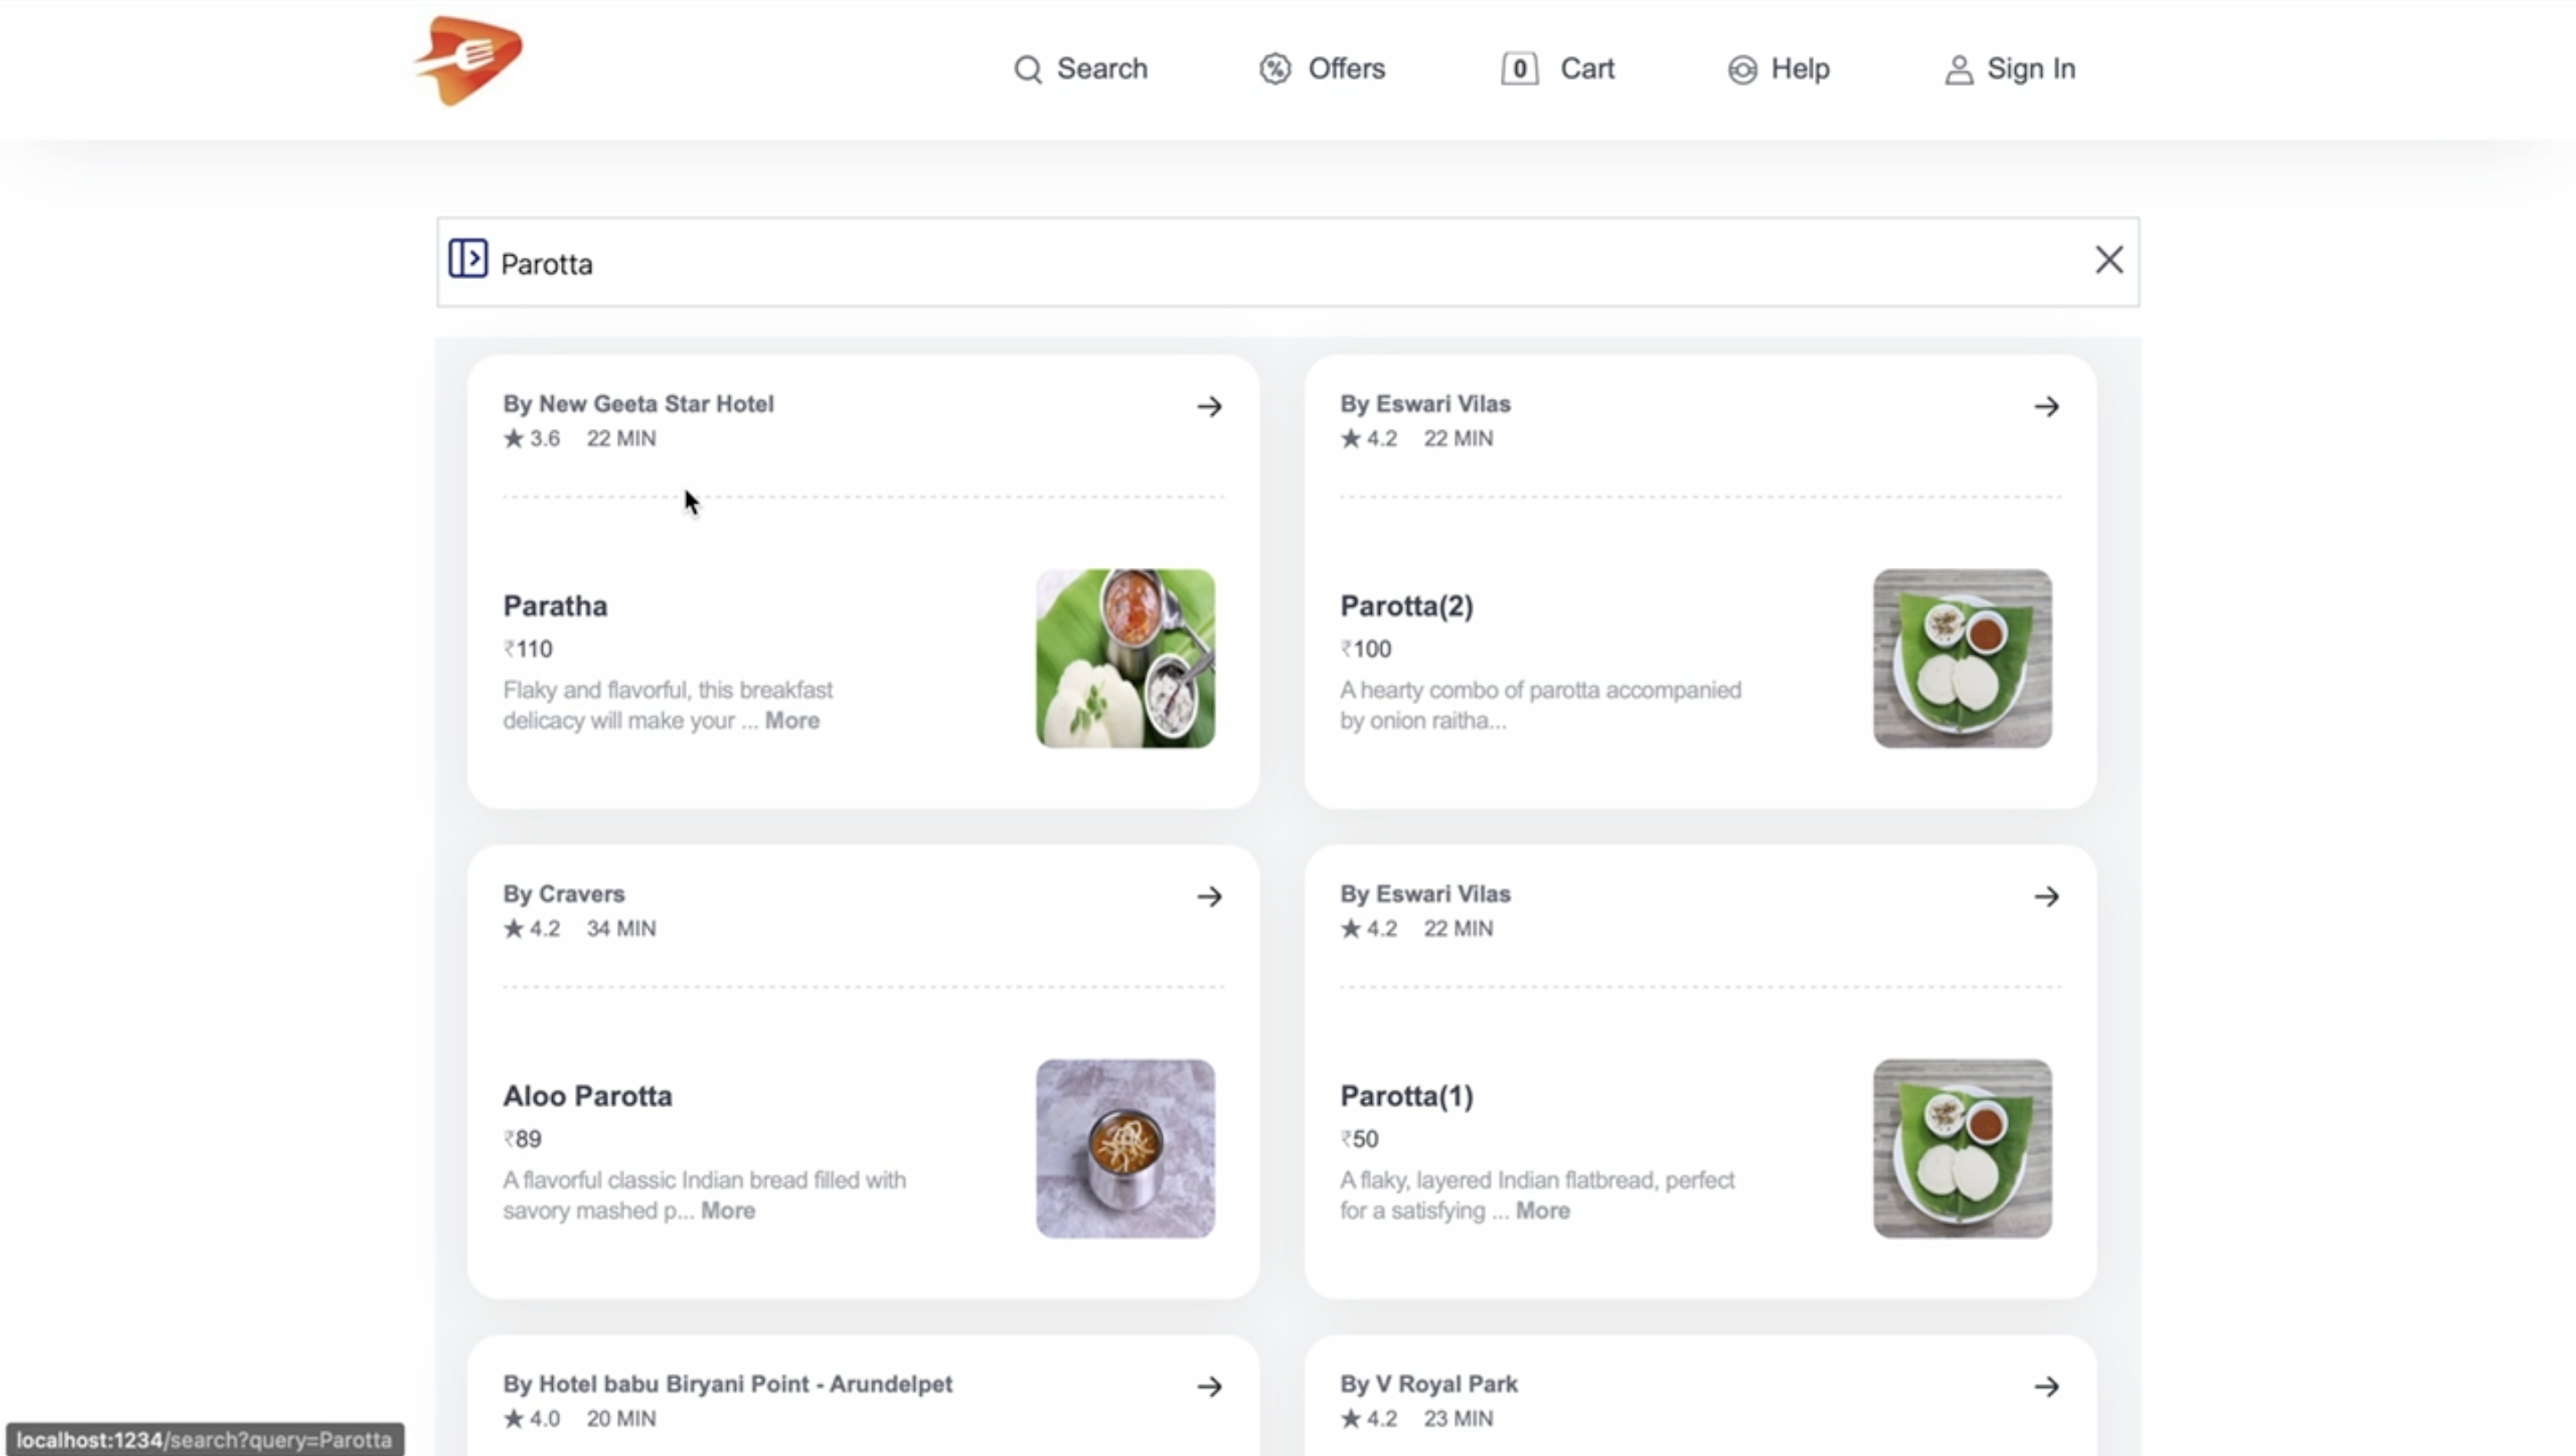 Search
Offers
0 Cart
Help
Sign In
Parotta
By New Geeta Star Hotel
★ 3.6 22 MIN
Paratha
₹110
Flaky and flavorful, this breakfast
delicacy will make your ... More
By Eswari Vilas
★ 4.2 22 MIN
Parotta(2)
₹100
A hearty combo of parotta accompanied
by onion raitha...
By Cravers
★ 4.2 34 MIN
Aloo Parotta
₹89
A flavorful classic Indian bread filled with
savory mashed p... More
By Eswari Vilas
★ 4.2 22 MIN
Parotta(1)
₹50
A flaky, layered Indian flatbread, perfect
for a satisfying ... More
By Hotel babu Biryani Point - Arundelpet
★ 4.0 20 MIN
By V Royal Park
★ 4.2 23 MIN
localhost:1234/search?query=Parotta